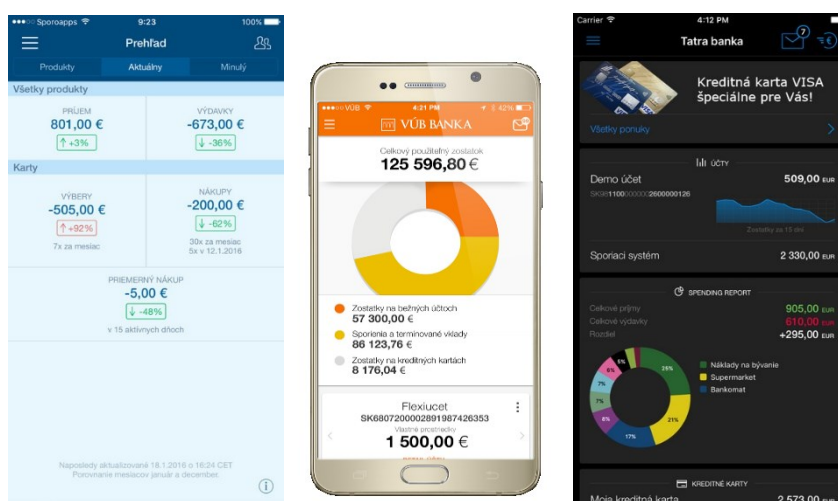 Sporoapps
9:23
100%
Prehľad
Produkty
Aktuálny
Minulý
Všetky produkty
PRÍJEM
801,00 €
↑ +3%
VÝDAVKY
-673,00 €
↓ -36%
Karty
VÝBERY
-505,00 €
↑ +92%
7x za mesiac
NÁKUPY
-200,00 €
↓ -62%
30x za mesiac
5x v 12.1.2016
PRIEMERNÝ NÁKUP
-5,00 €
↓ -48%
v 15 aktívnych dňoch
Naposledy aktualizované 18.1.2016 o 16:24 CET
Porovnanie mesiacov január a december.
VÚB
4:21 PM
42%
VÚB BANKA
Celkový použiteľný zostatok
125 596,80 €
Zostatky na bežných účtoch
57 300,00 €
Sporenia a termínované vklady
86 123,76 €
Zostatky na kreditných kartách
8 176,04 €
Flexiucet
SK6807200002891987426353
Vlastné prostriedky
1 500,00 €
Carrier
4:12 PM
Tatra banka
7
Kreditná karta VISA
špeciálne pre Vás!
Všetky ponuky
ÚČTY
Demo účet
509,00 EUR
Zostatky za 15 dní
Sporiaci systém
2 330,00 EUR
SPENDING REPORT
Celkové príjmy
905,00 EUR
Celkové výdavky
610,00 EUR
Rozdiel
+295,00 EUR
25%
21%
17%
8%
7%
7%
6%
5%
Náklady na bývanie
Supermarket
Bankomat
KREDITNÉ KARTY
Moja kreditná karta
2 573,00 EUR